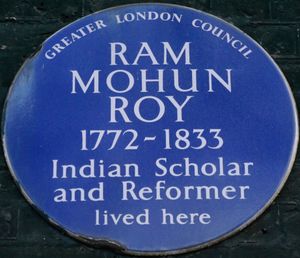 GREATER LONDON COUNCIL
RAM
MOHUN
ROY
1772-1833
Indian Scholar
and Reformer
lived here